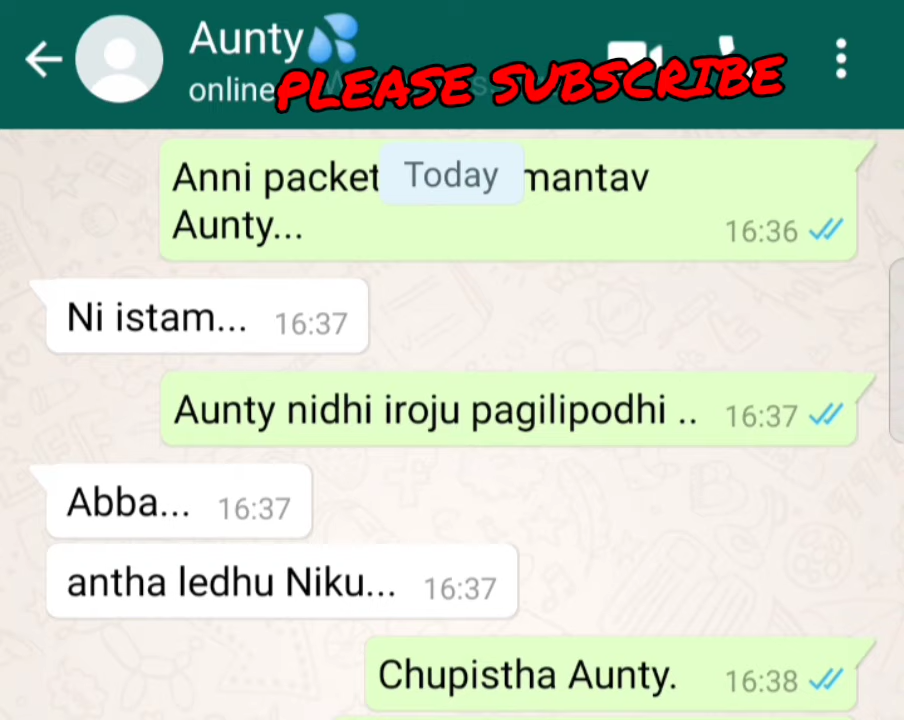 Aunty💦
online
PLEASE SUBSCRIBE
Today
Anni packet mantav
Aunty... 16:36
Ni istam... 16:37
Aunty nidhi iroju pagilipodhi .. 16:37
Abba... 16:37
antha ledhu Niku... 16:37
Chupistha Aunty. 16:38